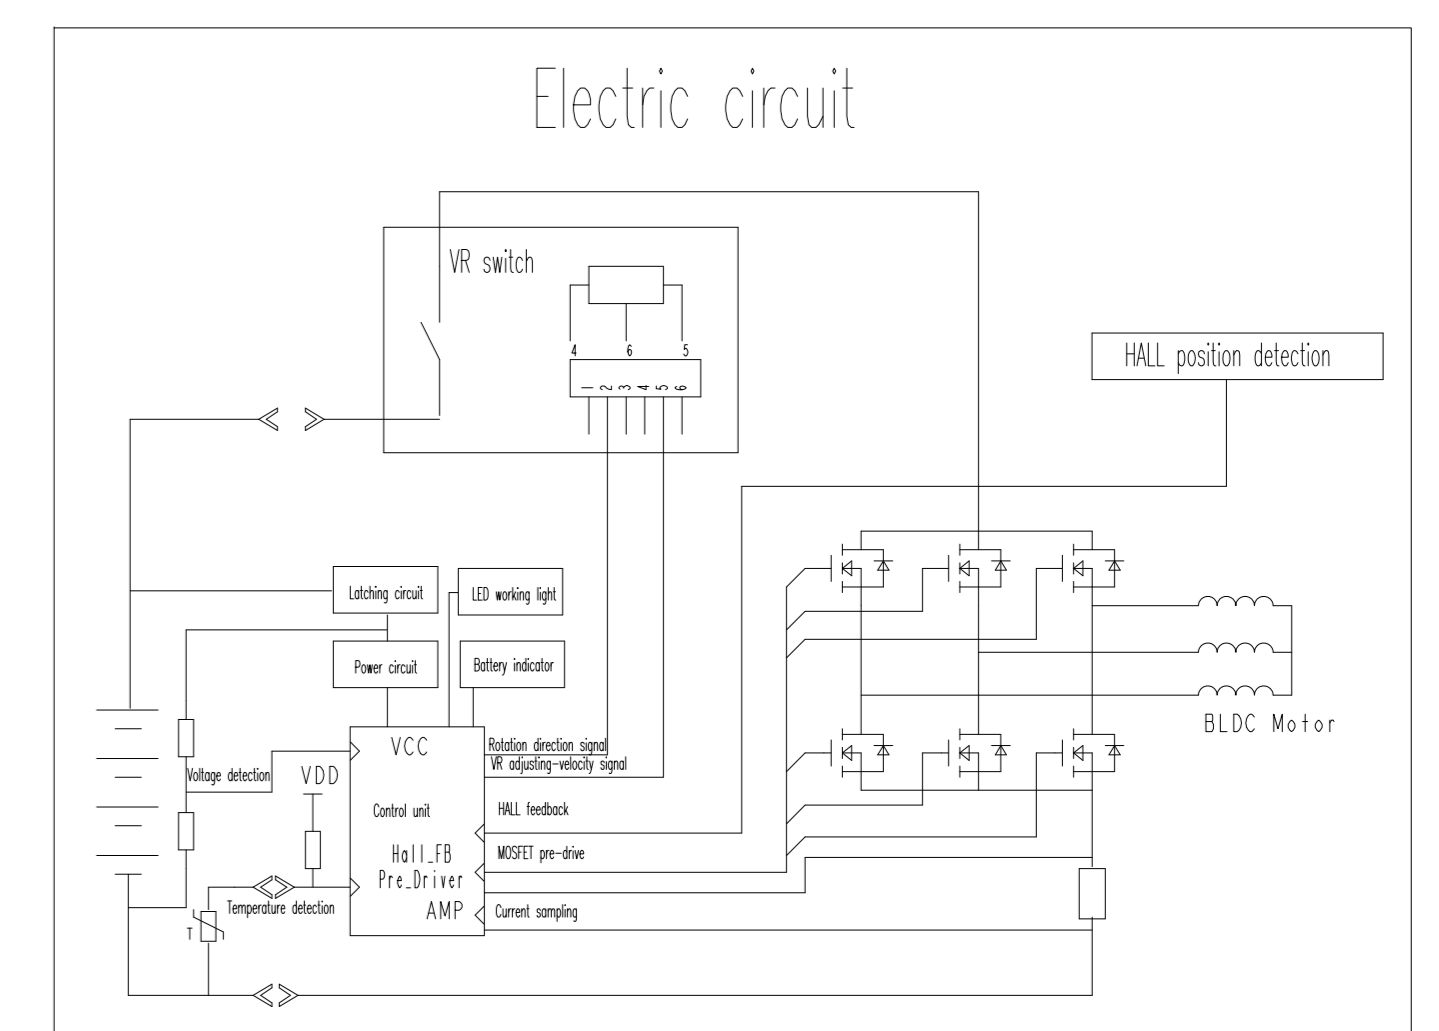 Electric circuit
VR switch
4 6 5
1 2 3 4 5 6
HALL position detection
Latching circuit
LED working light
Power circuit
Battery indicator
BLDC Motor
VCC
Rotation direction signal
VR adjusting-velocity signal
Voltage detection
VDD
Control unit
HALL feedback
Hall_FB
MOSFET pre-drive
Pre_Driver
Temperature detection
AMP
Current sampling
T